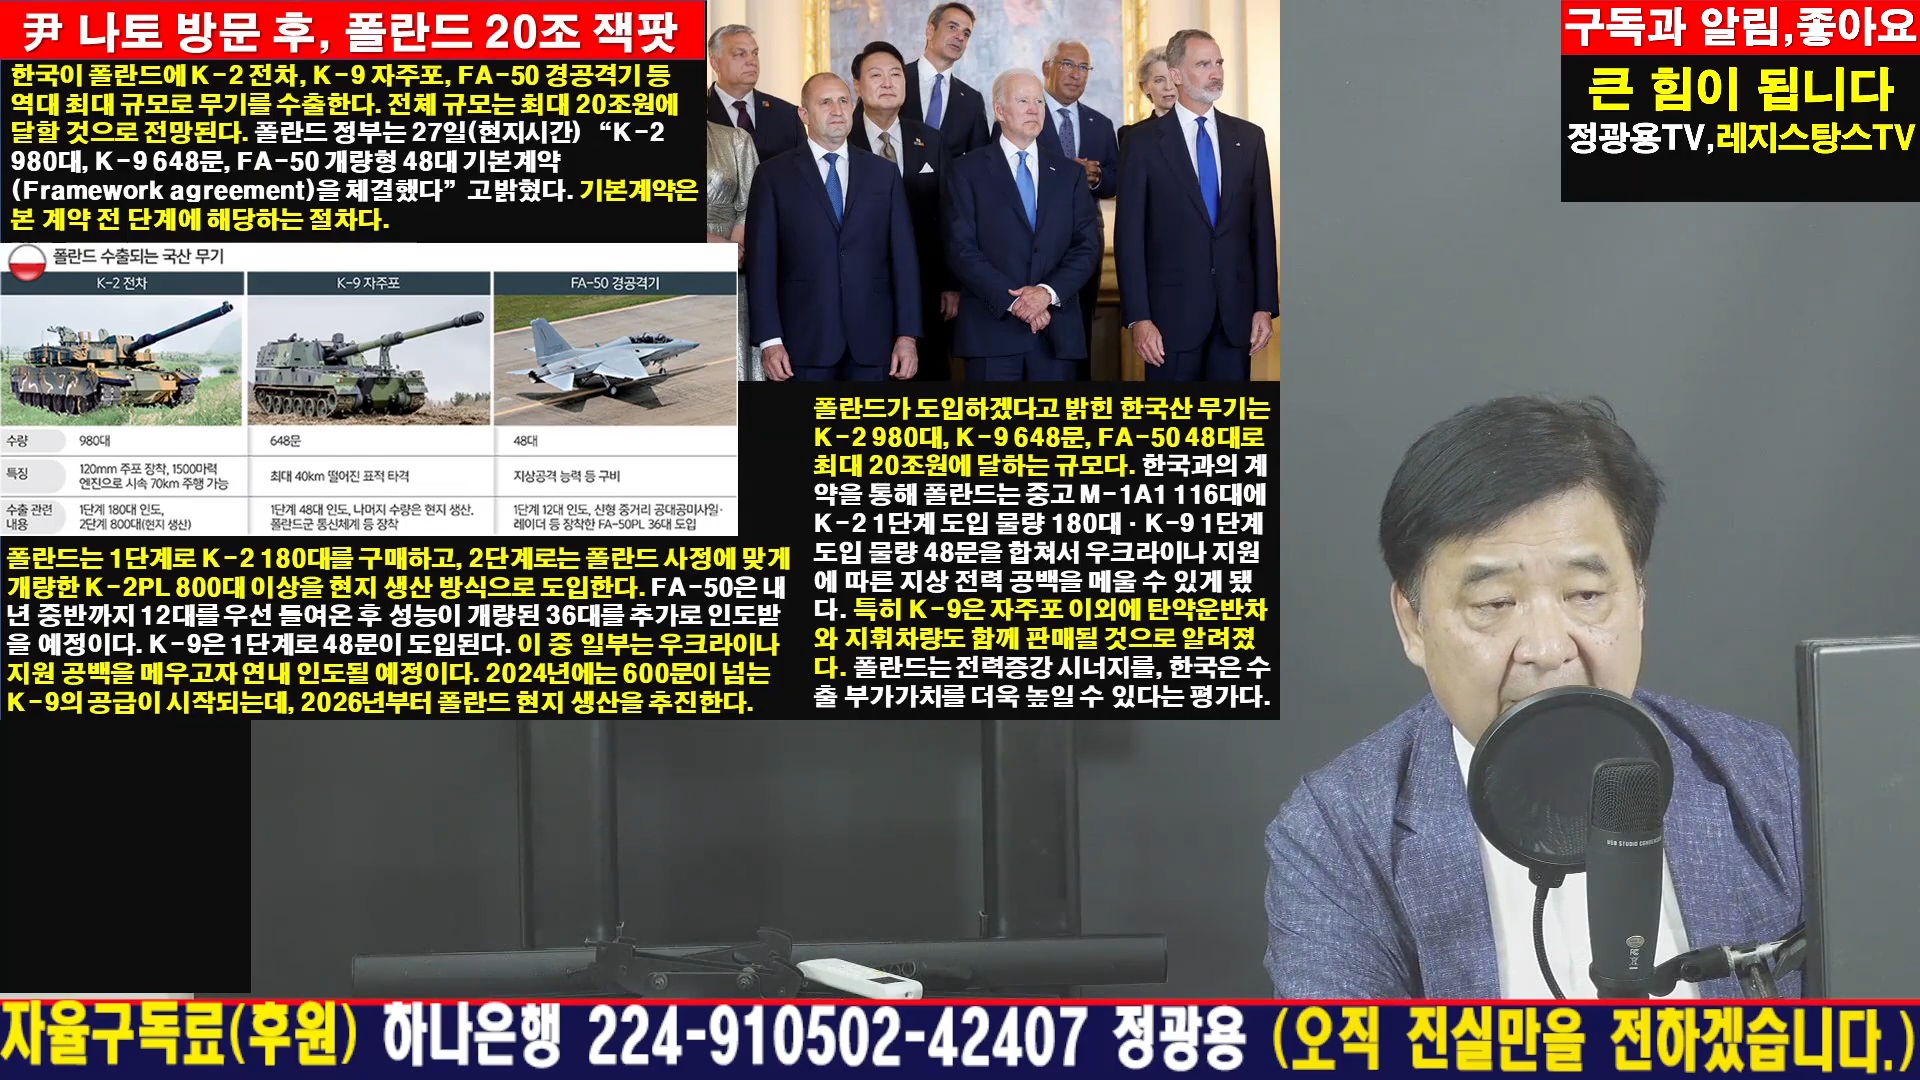 尹 나토 방문 후, 폴란드 20조 잭팟
한국이 폴란드에 K-2 전차, K-9 자주포, FA-50 경공격기 등
역대 최대 규모로 무기를 수출한다. 전체 규모는 최대 20조원에
달할 것으로 전망된다. 폴란드 정부는 27일(현지시간) “K-2
980대, K-9 648문, FA-50 개량형 48대 기본계약
(Framework agreement)을 체결했다”고 밝혔다. 기본계약은
본 계약 전 단계에 해당하는 절차다.
폴란드 수출되는 국산 무기
K-2 전차 K-9 자주포 FA-50 경공격기
수량 980대 648문 48대
특징 120mm 주포 장착, 1500마력 엔진으로 시속 70km 주행 가능 최대 40km 떨어진 표적 타격 지상공격 능력 등 구비
수출 관련 내용 1단계 180대 인도, 2단계 800대(현지 생산) 1단계 48대 인도, 나머지 수량은 현지 생산. 폴란드군 통신체계 등 장착 1단계 12대 인도, 신형 중거리 공대공미사일· 레이더 등 장착한 FA-50PL 36대 도입
폴란드는 1단계로 K-2 180대를 구매하고, 2단계로는 폴란드 사정에 맞게
개량한 K-2PL 800대 이상을 현지 생산 방식으로 도입한다. FA-50은 내
년 중반까지 12대를 우선 들여온 후 성능이 개량된 36대를 추가로 인도받
을 예정이다. K-9은 1단계로 48문이 도입된다. 이 중 일부는 우크라이나
지원 공백을 메우고자 연내 인도될 예정이다. 2024년에는 600문이 넘는
K-9의 공급이 시작되는데, 2026년부터 폴란드 현지 생산을 추진한다.
폴란드가 도입하겠다고 밝힌 한국산 무기는
K-2 980대, K-9 648문, FA-50 48대로
최대 20조원에 달하는 규모다. 한국과의 계
약을 통해 폴란드는 중고 M-1A1 116대에
K-2 1단계 도입 물량 180대·K-9 1단계
도입 물량 48문을 합쳐서 우크라이나 지원
에 따른 지상 전력 공백을 메울 수 있게 됐
다. 특히 K-9은 자주포 이외에 탄약운반차
와 지휘차량도 함께 판매될 것으로 알려졌
다. 폴란드는 전력증강 시너지를, 한국은 수
출 부가가치를 더욱 높일 수 있다는 평가다.
구독과 알림,좋아요
큰 힘이 됩니다
정광용TV,레지스탕스TV
자율구독료(후원) 하나은행 224-910502-42407 정광용 (오직 진실만을 전하겠습니다.)